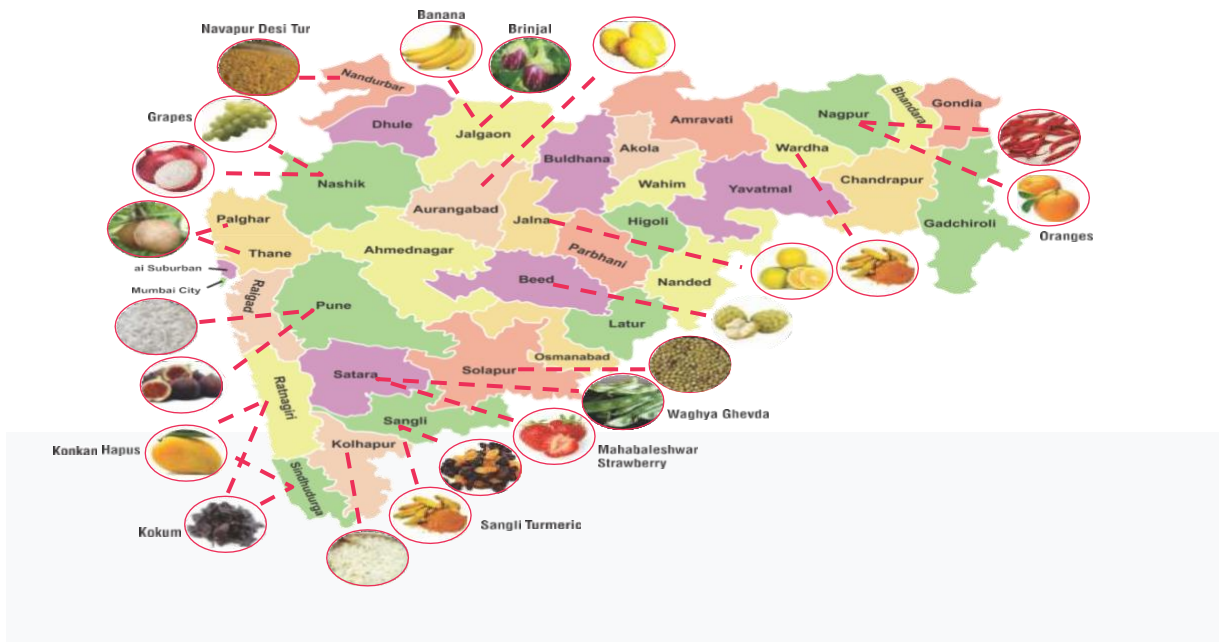 Banana
Navapur Desi Tur
Brinjal
Nandurbar
Grapes
Dhule
Jalgaon
Buldhana
Akola
Amravati
Nagpur
Bhandara
Gondia
Wardha
Nashik
Wahim
Yavatmal
Chandrapur
Aurangabad
Jalna
Higoli
Gadchiroli
Oranges
Palghar
Thane
Ahmednagar
Parbhani
ai Suburban
Mumbai City
Raigad
Beed
Nanded
Pune
Latur
Osmanabad
Satara
Solapur
Ratnagiri
Waghya Ghevda
Sangli
Kolhapur
Mahabaleshwar
Strawberry
Konkan Hapus
Sindhudurga
Kokum
Sangli Turmeric